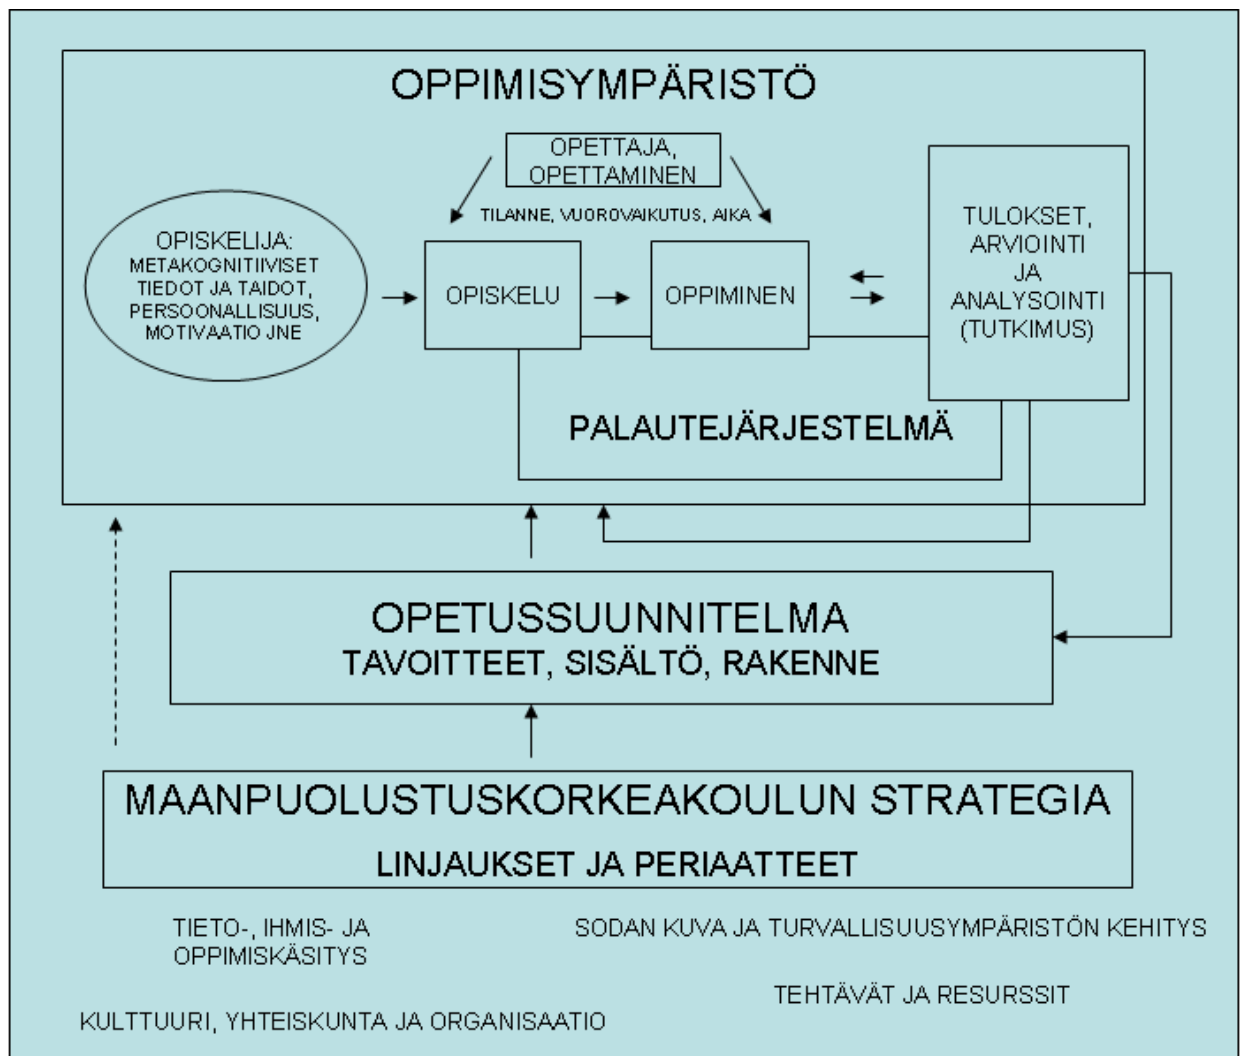 OPPIMISYMPÄRISTÖ
OPETTAJA,
OPETTAMINEN
TILANNE, VUOROVAIKUTUS, AIKA
OPISKELIJA:
METAKOGNITIIVISET
TIEDOT JA TAIDOT,
PERSOONALLISUUS,
MOTIVAATIO JNE
OPISKELU
OPPIMINEN
TULOKSET,
ARVIOINTI
JA
ANALYSOINTI
(TUTKIMUS)
PALAUTEJÄRJESTELMÄ
OPETUSSUUNNITELMA
TAVOITTEET, SISÄLTÖ, RAKENNE
MAANPUOLUSTUSKORKEAKOULUN STRATEGIA
LINJAUKSET JA PERIAATTEET
TIETO-, IHMIS- JA
OPPIMISKÄSITYS
SODAN KUVA JA TURVALLISUUSYMPÄRISTÖN KEHITYS
TEHTÄVÄT JA RESURSSIT
KULTTUURI, YHTEISKUNTA JA ORGANISAATIO